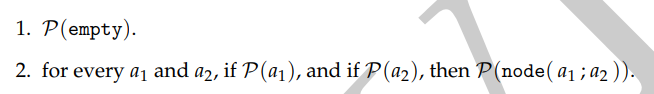 1. P(empty).
2. for every a₁ and a₂, if P(a₁), and if P(a₂), then P(node(a₁;a₂)).